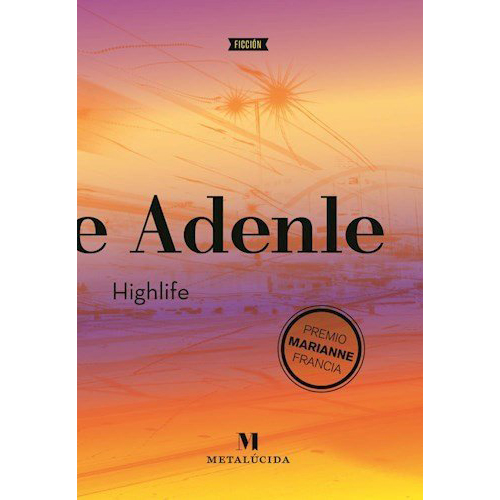 FICCIÓN
e Adenle
Highlife
PREMIO
MARIANNE
FRANCIA
M
METALÚCIDA